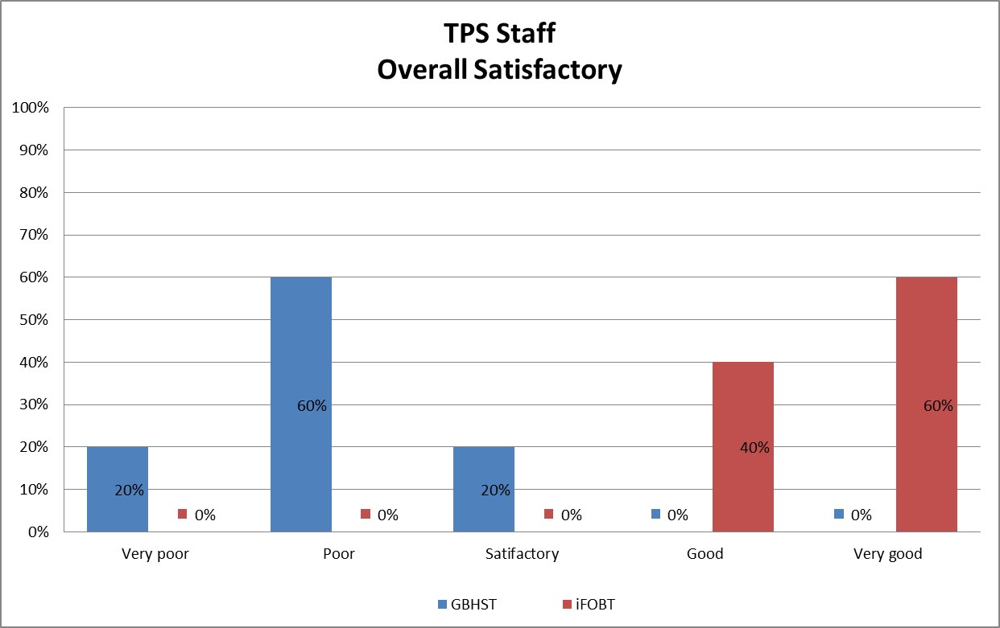 TPS Staff
Overall Satisfactory
100%
90%
80%
70%
60%
50%
40%
30%
20%
10%
0%
20%
0%
60%
0%
20%
0%
0%
40%
0%
60%
Very poor
Poor
Satifactory
Good
Very good
GBHST
iFOBT